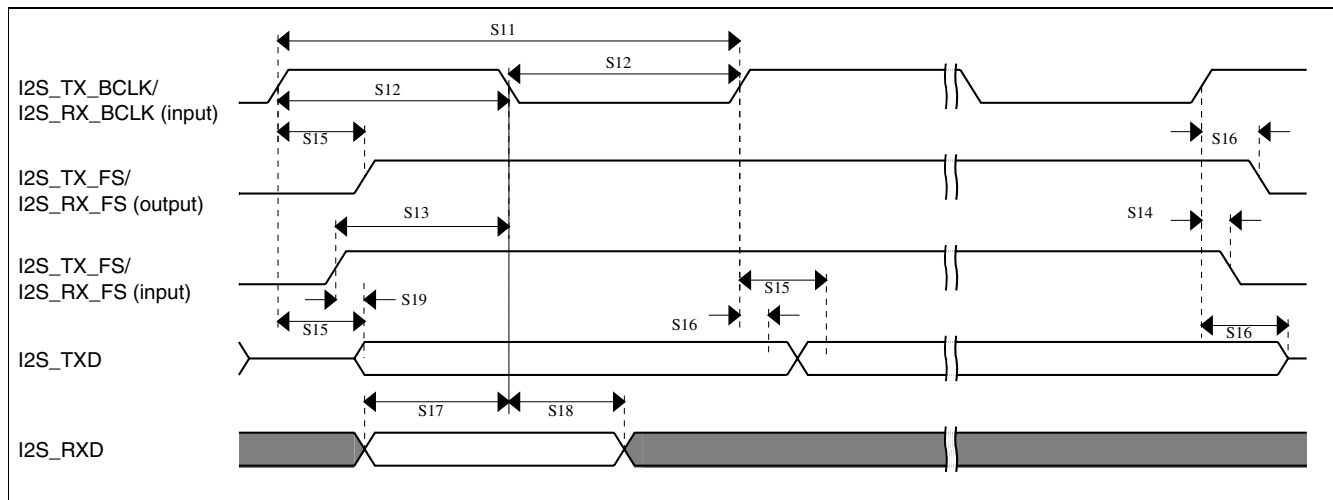 S11
S12
I2S_TX_BCLK/
I2S_RX_BCLK (input)
S12
S15
S16
I2S_TX_FS/
I2S_RX_FS (output)
S13
S14
I2S_TX_FS/
I2S_RX_FS (input)
S15
S19
S15
S16
S16
I2S_TXD
S17
S18
I2S_RXD